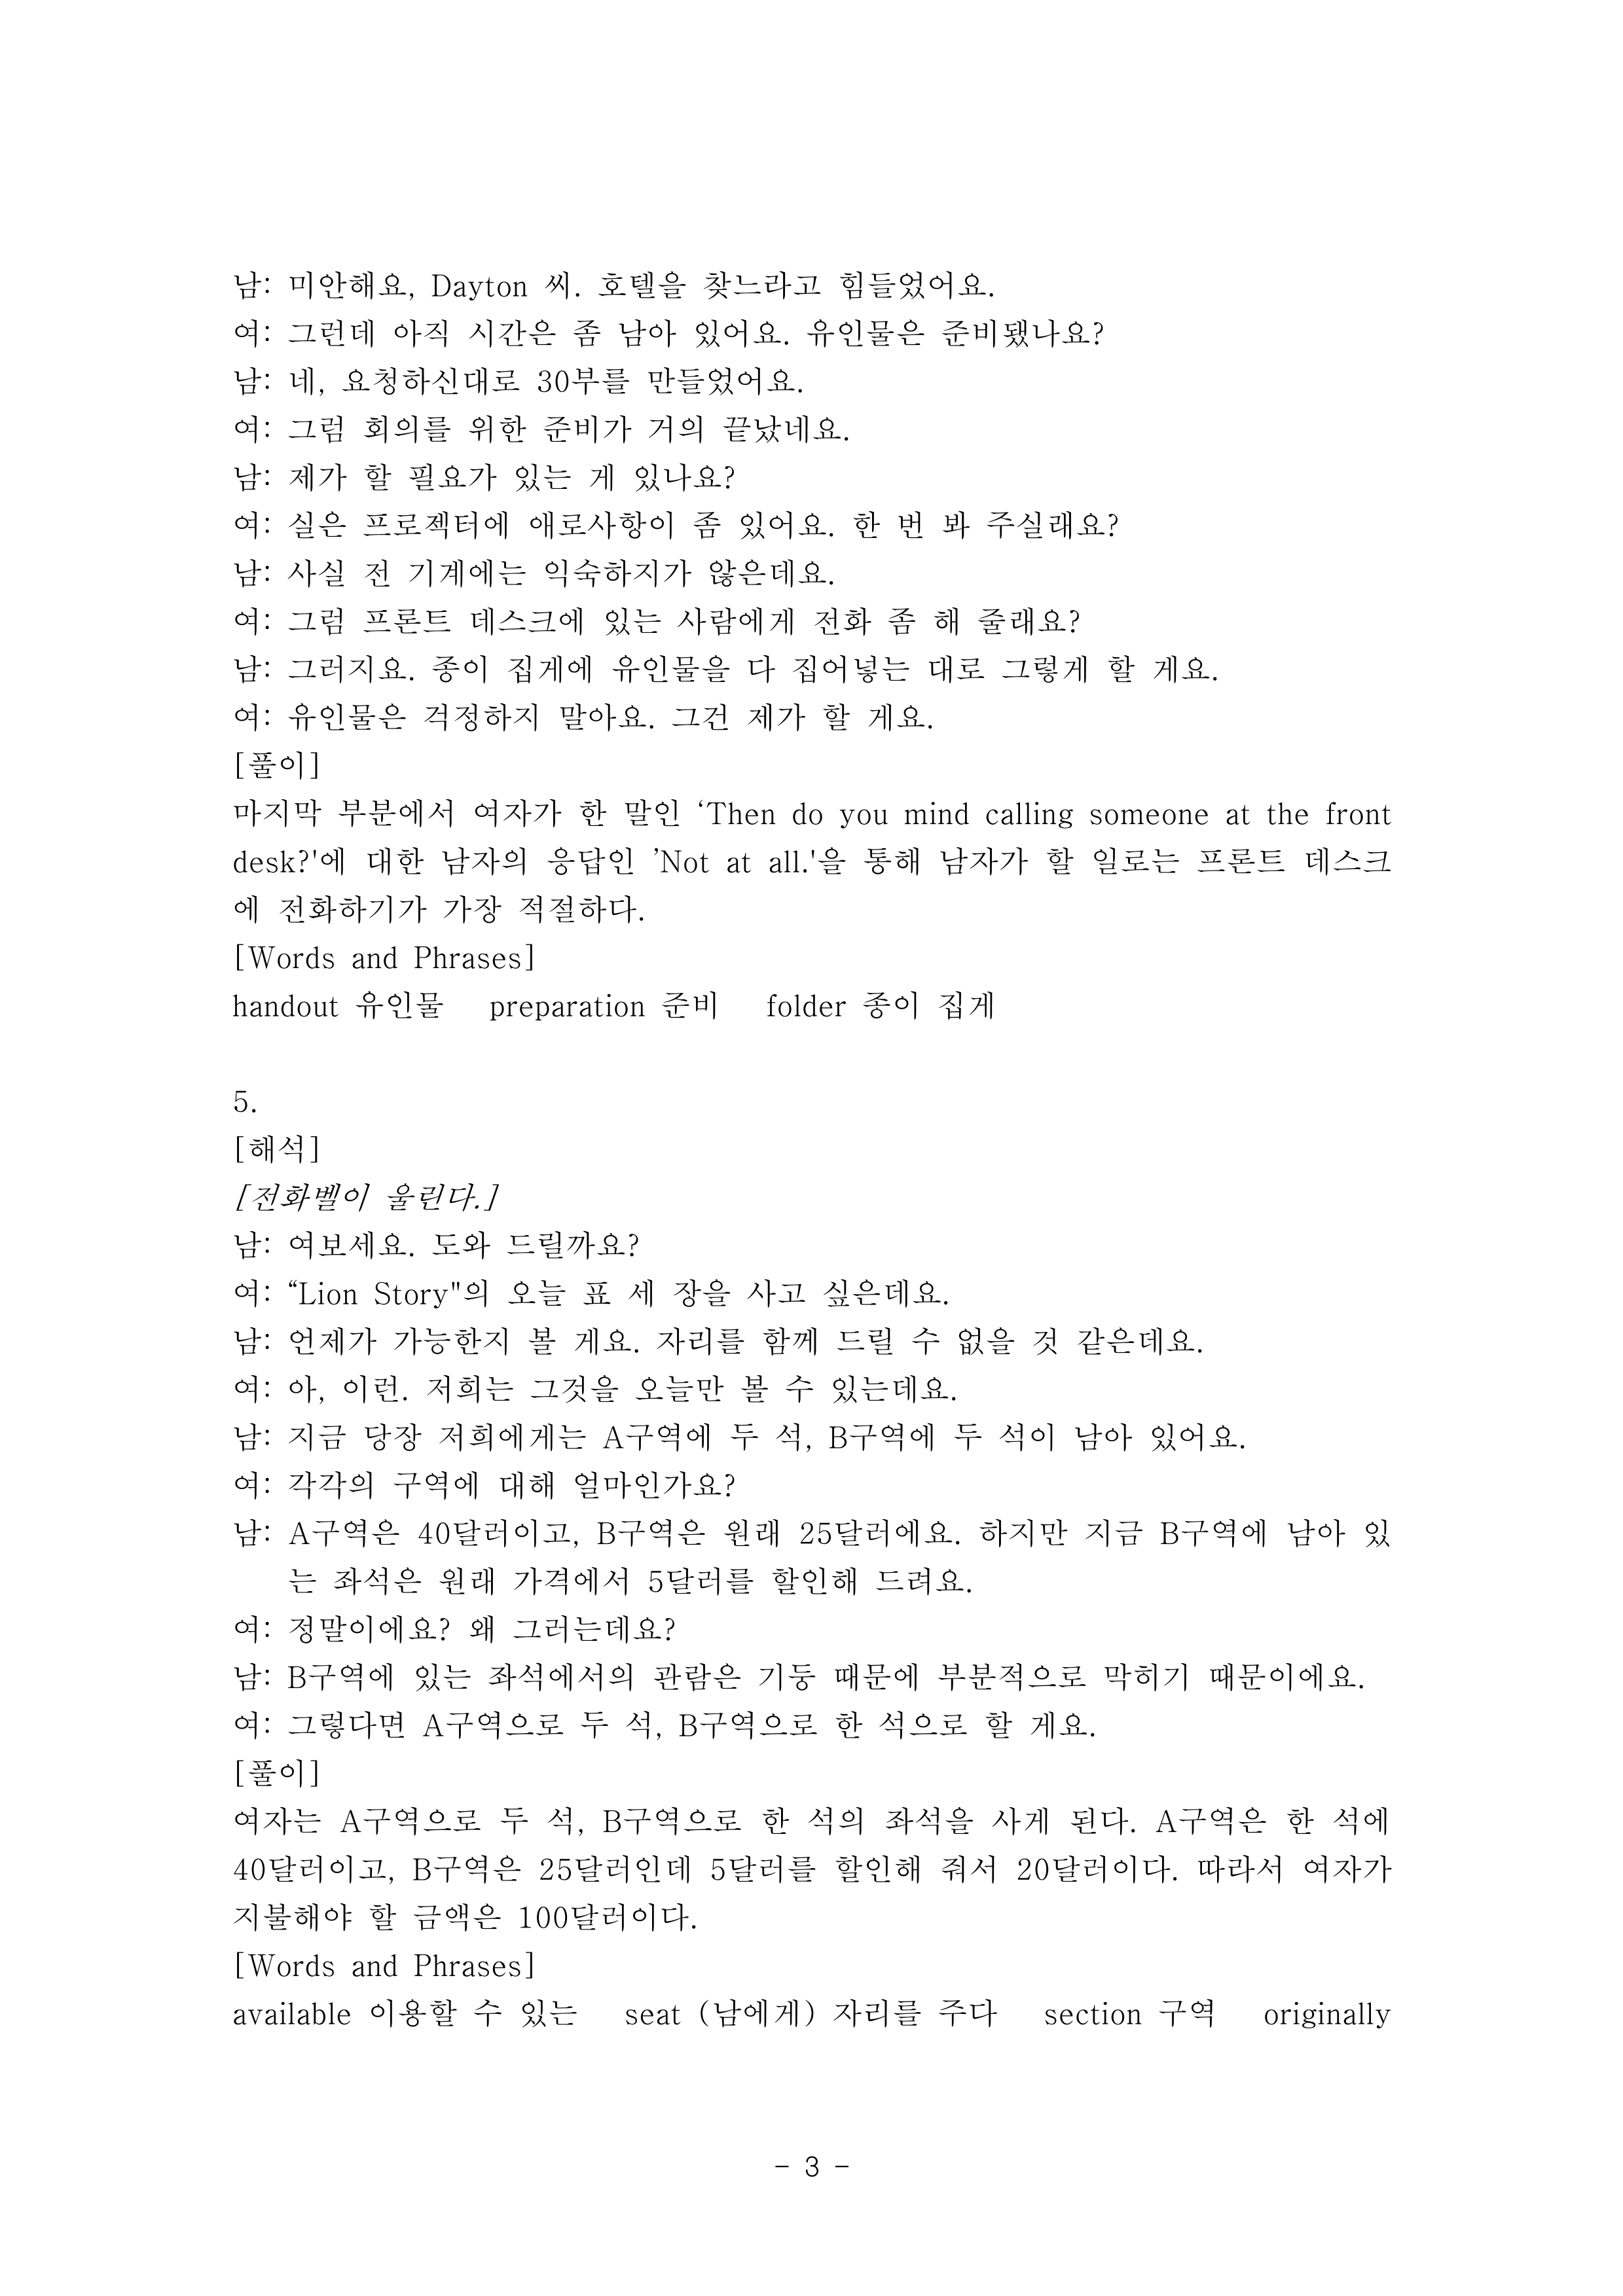 남: 미안해요, Dayton 씨. 호텔을 찾느라고 힘들었어요.
여: 그런데 아직 시간은 좀 남아 있어요. 유인물은 준비됐나요?
남: 네, 요청하신대로 30부를 만들었어요.
여: 그럼 회의를 위한 준비가 거의 끝났네요.
남: 제가 할 필요가 있는 게 있나요?
여: 실은 프로젝터에 애로사항이 좀 있어요. 한 번 봐 주실래요?
남: 사실 전 기계에는 익숙하지가 않은데요.
여: 그럼 프론트 데스크에 있는 사람에게 전화 좀 해 줄래요?
남: 그러지요. 종이 집게에 유인물을 다 집어넣는 대로 그렇게 할 게요.
여: 유인물은 걱정하지 말아요. 그건 제가 할 게요.
[풀이]
마지막 부분에서 여자가 한 말인 ‘Then do you mind calling someone at the front
desk?'에 대한 남자의 응답인 ’Not at all.'을 통해 남자가 할 일로는 프론트 데스크
에 전화하기가 가장 적절하다.
[Words and Phrases]
handout 유인물 preparation 준비 folder 종이 집게
5.
[해석]
[전화벨이 울린다.]
남: 여보세요. 도와 드릴까요?
여: “Lion Story"의 오늘 표 세 장을 사고 싶은데요.
남: 언제가 가능한지 볼 게요. 자리를 함께 드릴 수 없을 것 같은데요.
여: 아, 이런. 저희는 그것을 오늘만 볼 수 있는데요.
남: 지금 당장 저희에게는 A구역에 두 석, B구역에 두 석이 남아 있어요.
여: 각각의 구역에 대해 얼마인가요?
남: A구역은 40달러이고, B구역은 원래 25달러에요. 하지만 지금 B구역에 남아 있
는 좌석은 원래 가격에서 5달러를 할인해 드려요.
여: 정말이에요? 왜 그러는데요?
남: B구역에 있는 좌석에서의 관람은 기둥 때문에 부분적으로 막히기 때문이에요.
여: 그렇다면 A구역으로 두 석, B구역으로 한 석으로 할 게요.
[풀이]
여자는 A구역으로 두 석, B구역으로 한 석의 좌석을 사게 된다. A구역은 한 석에
40달러이고, B구역은 25달러인데 5달러를 할인해 줘서 20달러이다. 따라서 여자가
지불해야 할 금액은 100달러이다.
[Words and Phrases]
available 이용할 수 있는 seat (남에게) 자리를 주다 section 구역 originally
- 3 -